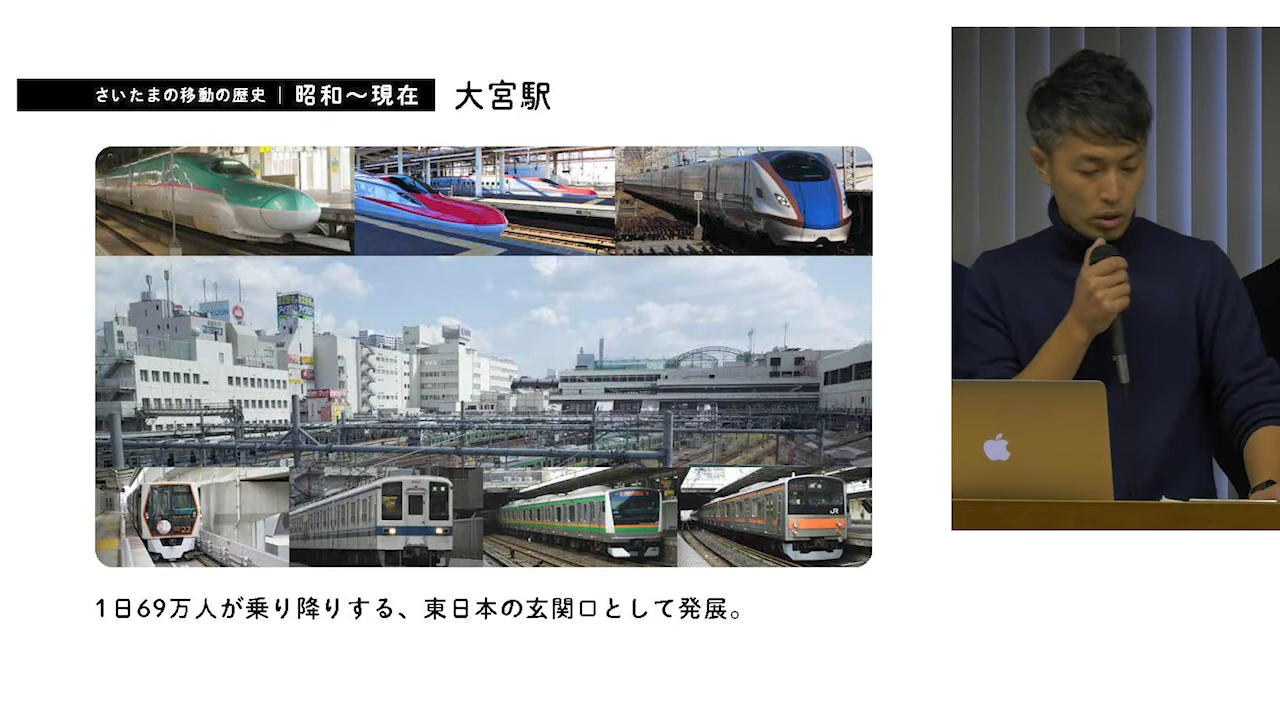 さいたまの移動の歴史 | 昭和〜現在 大宮駅
1日69万人が乗り降りする、東日本の玄関口として発展。
JR